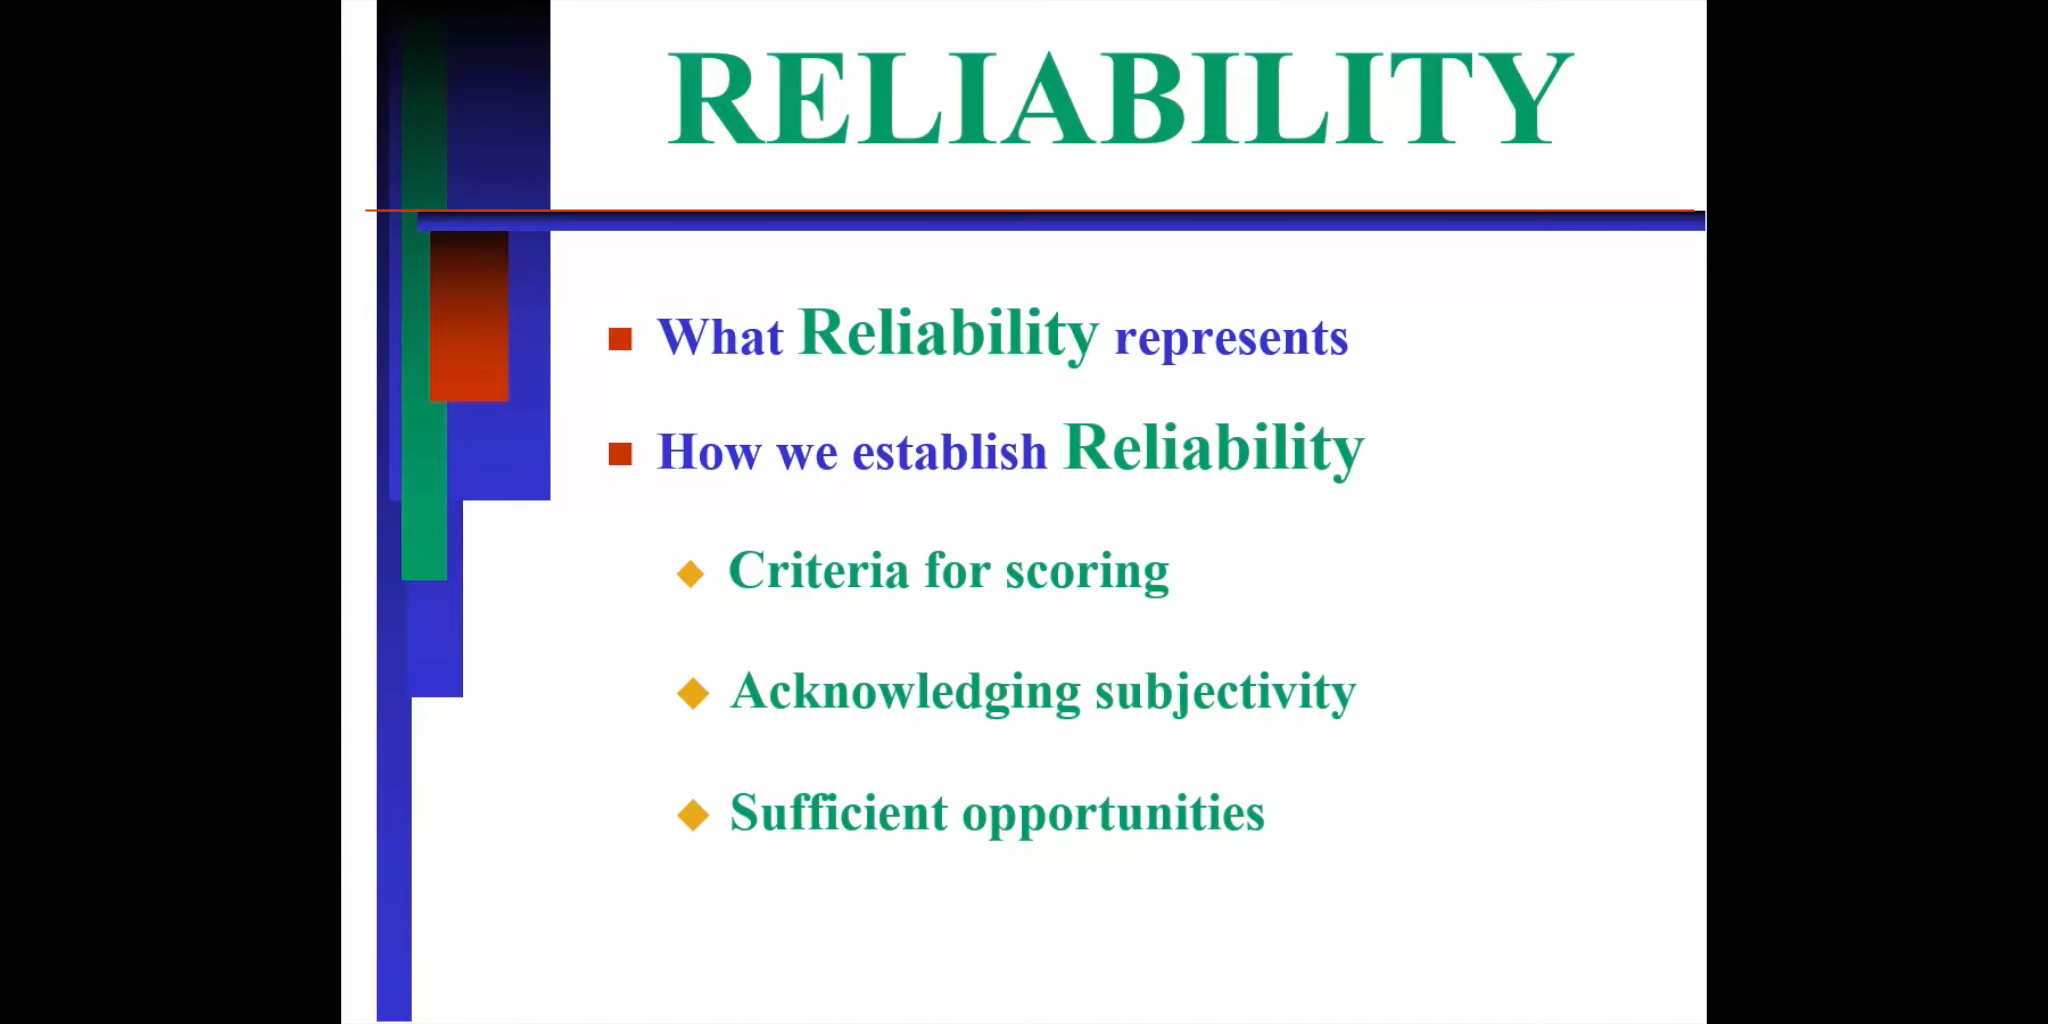 RELIABILITY
What Reliability represents
How we establish Reliability
Criteria for scoring
Acknowledging subjectivity
Sufficient opportunities